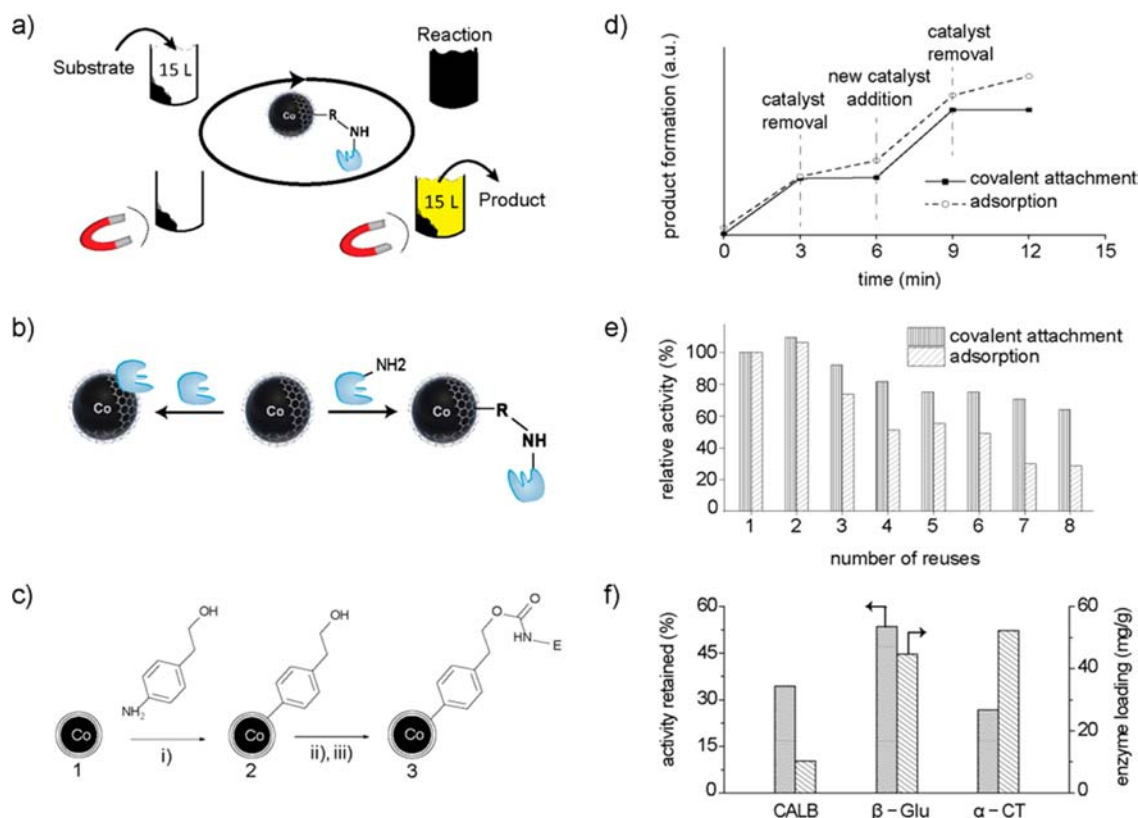 a)
Substrate
15 L
Reaction
Co
R
NH
15 L
Product
b)
Co
Co
NH2
Co
R
NH
c)
OH
NH2
Co
1
i)
OH
Co
2
ii), iii)
O
O
HN
E
Co
3
d)
product formation (a.u.)
catalyst
removal
new catalyst
addition
catalyst
removal
covalent attachment
adsorption
0 3 6 9 12 15
time (min)
e)
relative activity (%)
100
80
60
40
20
0
covalent attachment
adsorption
1 2 3 4 5 6 7 8
number of reuses
f)
activity retained (%)
60
45
30
15
0
60
40
20
0
enzyme loading (mg/g)
CALB β – Glu α – CT